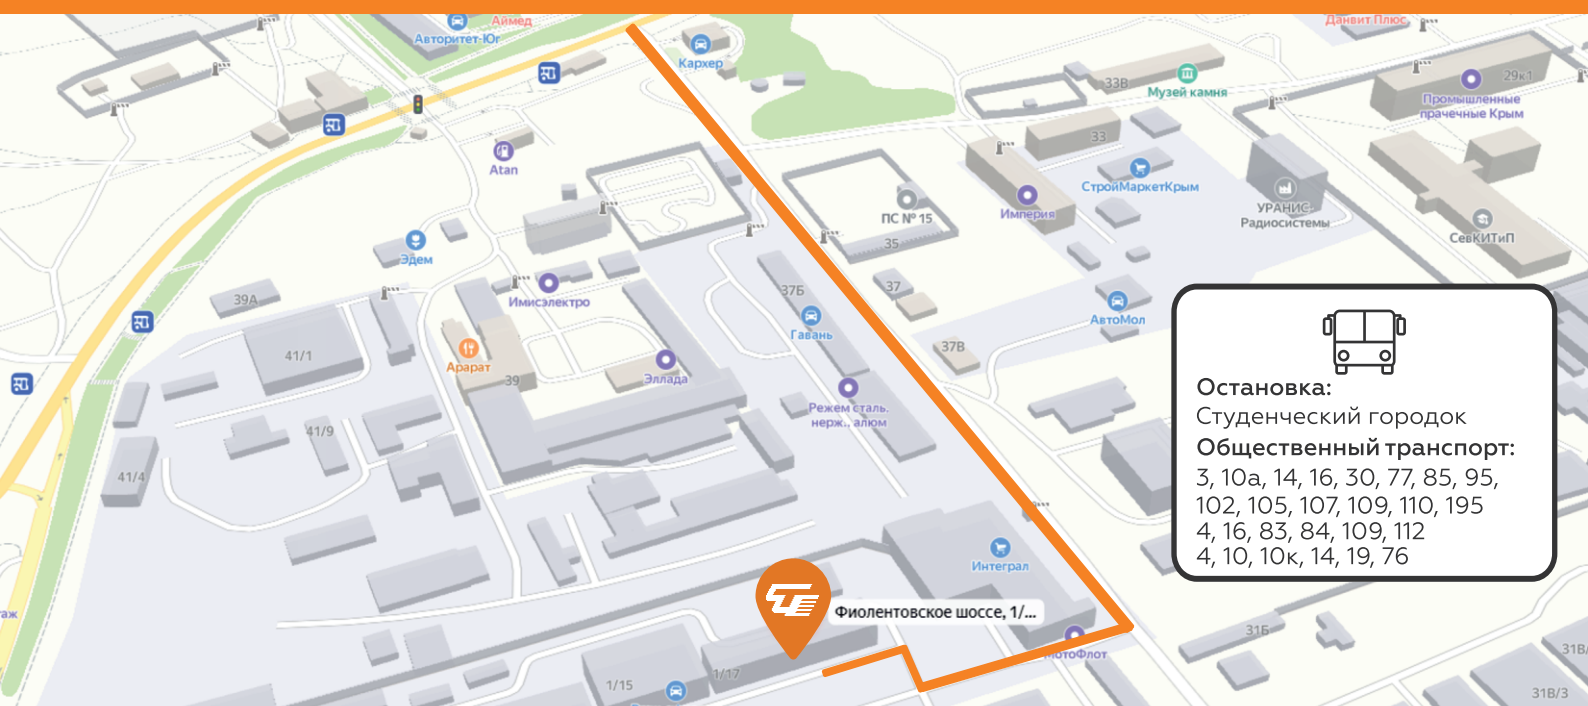 Аймед
Авторитет-Юг
Данвит Плюс
Кархер
33В
Музей камня
29к1
Промышленные
прачечные Крым
Atan
33
СтройМаркетКрым
Империя
УРАНИС-
Радиосистемы
ПС № 15
35
СевКИТиП
Эдем
39А
Имисэлектро
37Б
37
Гавань
АвтоМол
37В
41/1
Арарат
39
Эллада
Режем сталь.
нерж., алюм
41/9
41/4
Остановка:
Студенческий городок
Общественный транспорт:
3, 10а, 14, 16, 30, 77, 85, 95,
102, 105, 107, 109, 110, 195
4, 16, 83, 84, 109, 112
4, 10, 10к, 14, 19, 76
Интеграл
Фиолентовское шоссе, 1/...
аж
31Б
МотоФлот
1/17
1/15
31В/
31В/3